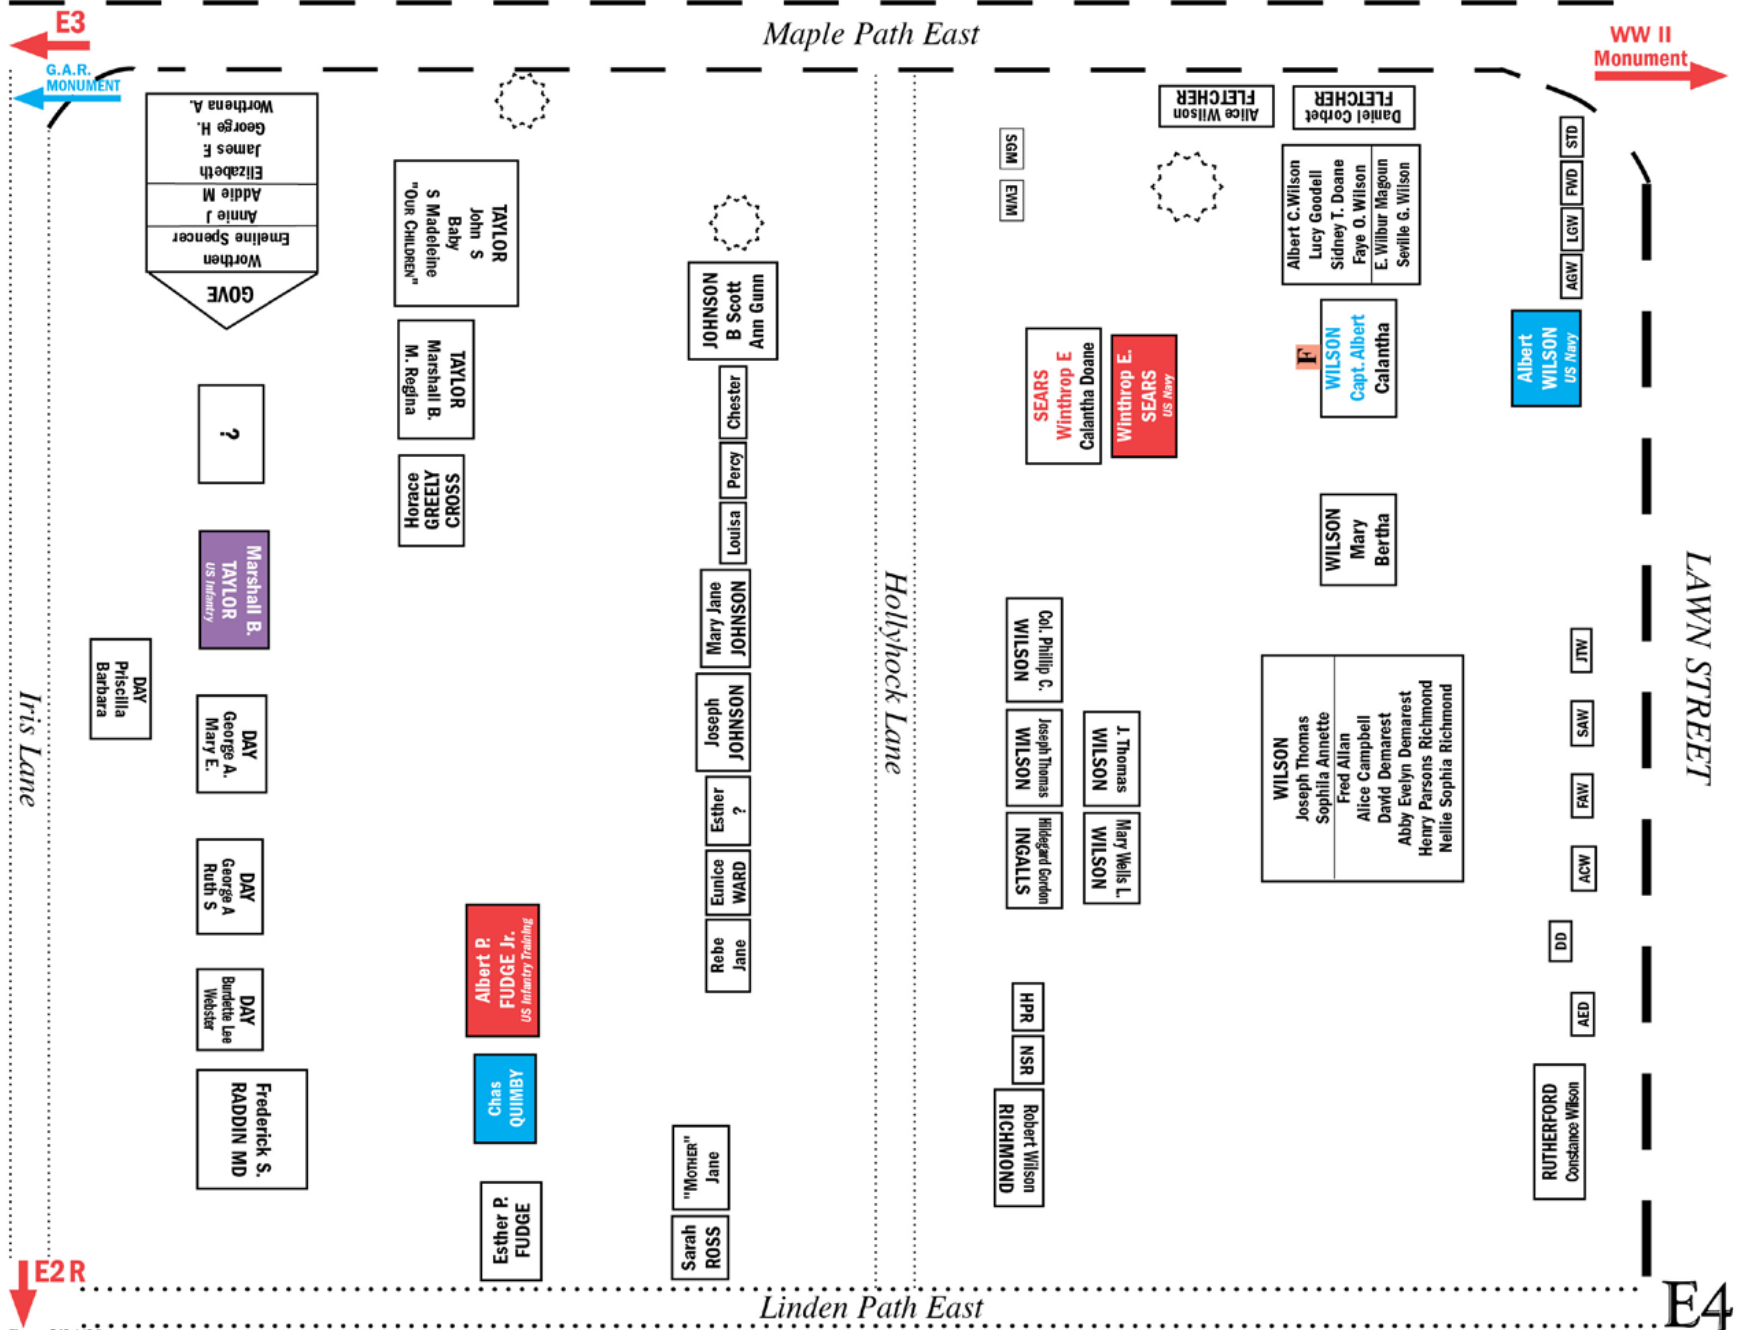 E3
G.A.R.
MONUMENT
Maple Path East
WW II
Monument
Worthena A.
George H.
James F
Elizabeth
Addie M
Annie J
Emeline Spencer
Worthen
GOVE
?
Marshall B.
TAYLOR
US Infantry
DAY
Priscilla
Barbara
DAY
George A.
Mary E.
DAY
George A
Ruth S
DAY
Burdette Lee
Webster
Frederick S.
RADDIN MD
Iris Lane
E2 R
TAYLOR
John S
Baby
S Madeleine
"OUR CHILDREN"
TAYLOR
Marshall B.
M. Regina
Horace
GREELY
CROSS
Albert P.
FUDGE Jr.
US Infantry Training
Chas
QUIMBY
Esther P.
FUDGE
JOHNSON
B Scott
Ann Gunn
Chester
Percy
Louisa
Mary Jane
JOHNSON
Joseph
JOHNSON
Esther
?
Eunice
WARD
Rebe
Jane
"MOTHER"
Jane
Sarah
ROSS
Hollyhock Lane
SGM
EWM
SEARS
Winthrop E
Calantha Doane
Winthrop E.
SEARS
US Navy
Col. Phillip C.
WILSON
Joseph Thomas
WILSON
Hildegard Gordon
INGALLS
J. Thomas
WILSON
Mary Wells L.
WILSON
HPR
NSR
Robert Wilson
RICHMOND
Alice Wilson
FLETCHER
Daniel Corbet
FLETCHER
Albert C.Wilson
Lucy Goodell
Sidney T. Doane
Faye O. Wilson
E. Wilbur Magoun
Seville G. Wilson
F
WILSON
Capt. Albert
Calantha
WILSON
Mary
Bertha
WILSON
Joseph Thomas
Sophila Annette
Fred Allan
Alice Campbell
David Demarest
Abby Evelyn Demarest
Henry Parsons Richmond
Nellie Sophia Richmond
STD
FWD
LGW
AGW
Albert
WILSON
US Navy
JTW
SAW
FAW
ACW
DD
AED
RUTHERFORD
Constance Wilson
LAWN STREET
Linden Path East
E4